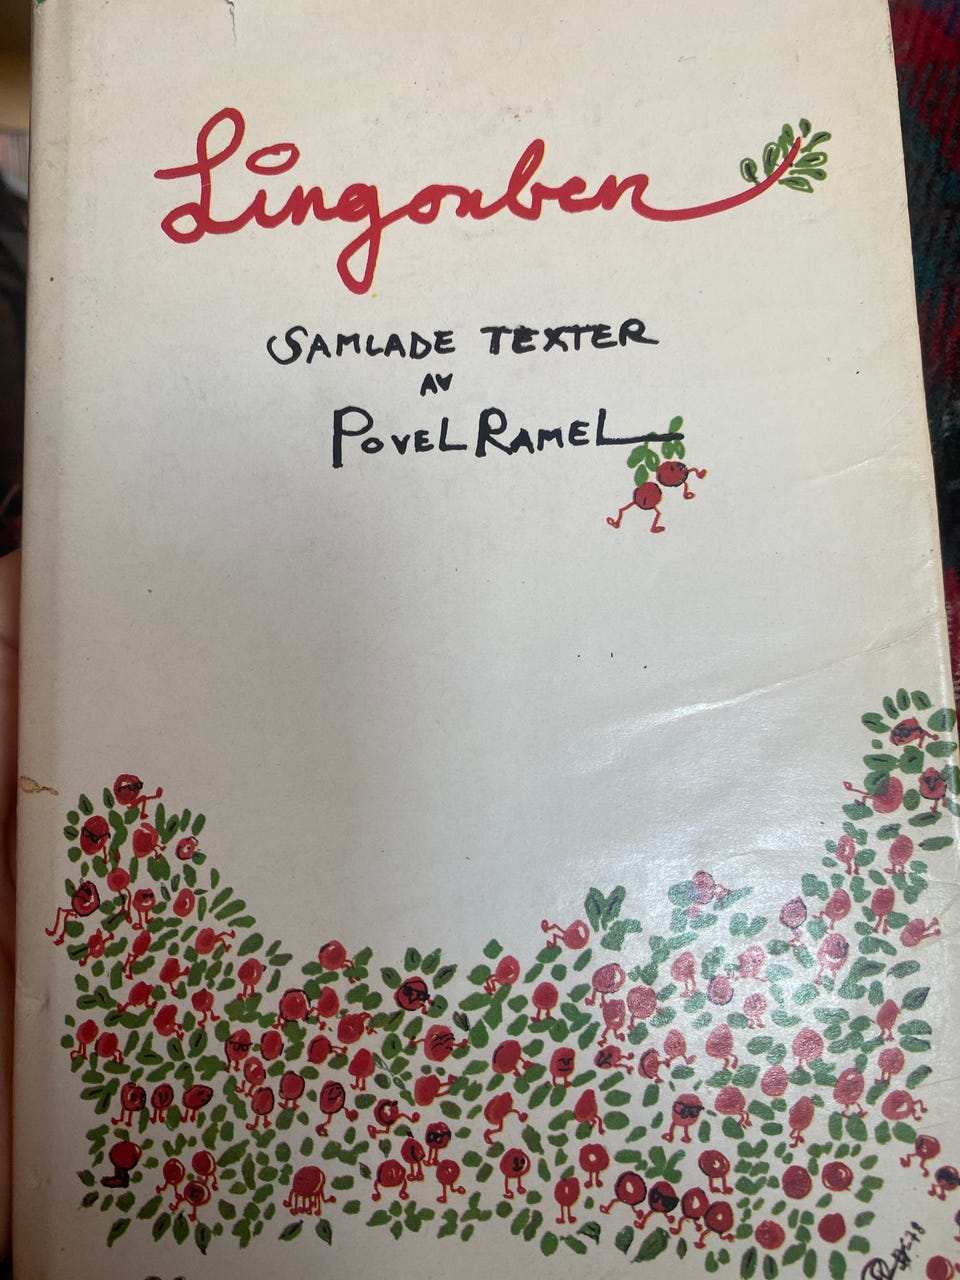 Lingonben
SAMLADE TEXTER
AV
POVEL RAMEL